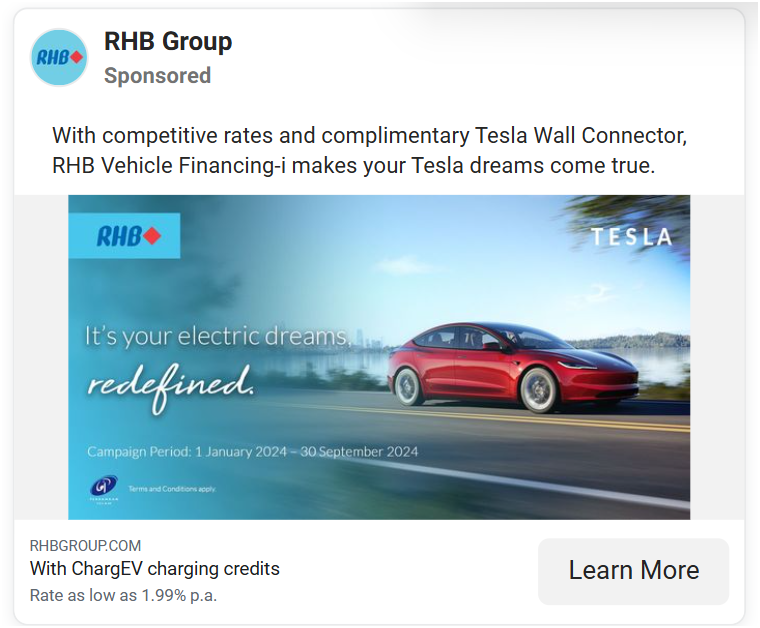 RHB
RHB Group
Sponsored
With competitive rates and complimentary Tesla Wall Connector,
RHB Vehicle Financing-i makes your Tesla dreams come true.
RHB
TESLA
It's your electric dreams,
redefined.
Campaign Period: 1 January 2024 – 30 September 2024
Terms and Conditions apply
RHBGROUP.COM
With ChargEV charging credits
Rate as low as 1.99% p.a.
Learn More